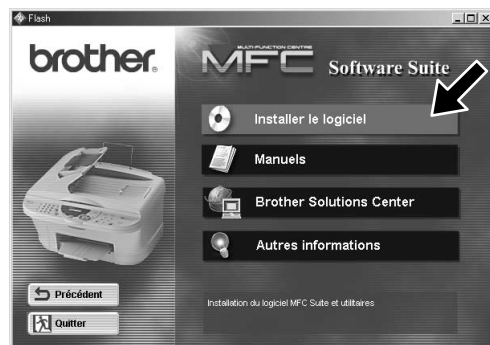 Flash
brother.
MULTI-FUNCTION CENTRE
MFC Software Suite
Installer le logiciel
Manuels
Brother Solutions Center
Autres informations
Précédent
Quitter
Installation du logiciel MFC Suite et utilitaires